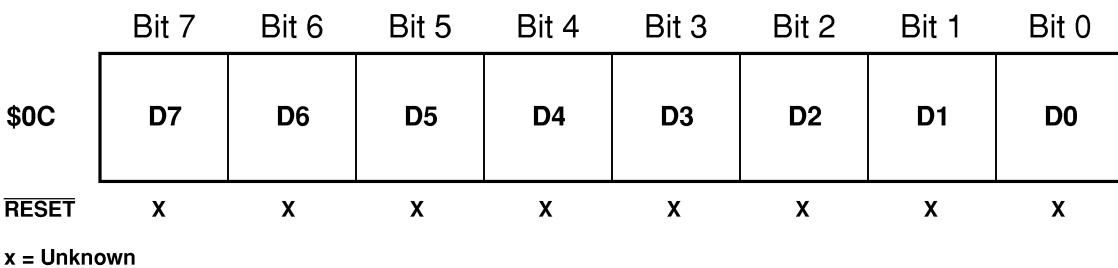 Bit 7 Bit 6 Bit 5 Bit 4 Bit 3 Bit 2 Bit 1 Bit 0
$0C D7 D6 D5 D4 D3 D2 D1 D0
RESET X X X X X X X X
x = Unknown